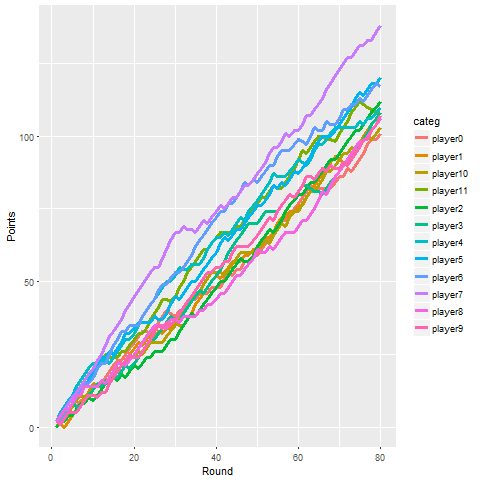 100
50
0
Points
0
20
40
60
80
Round
categ
player0
player1
player10
player11
player2
player3
player4
player5
player6
player7
player8
player9